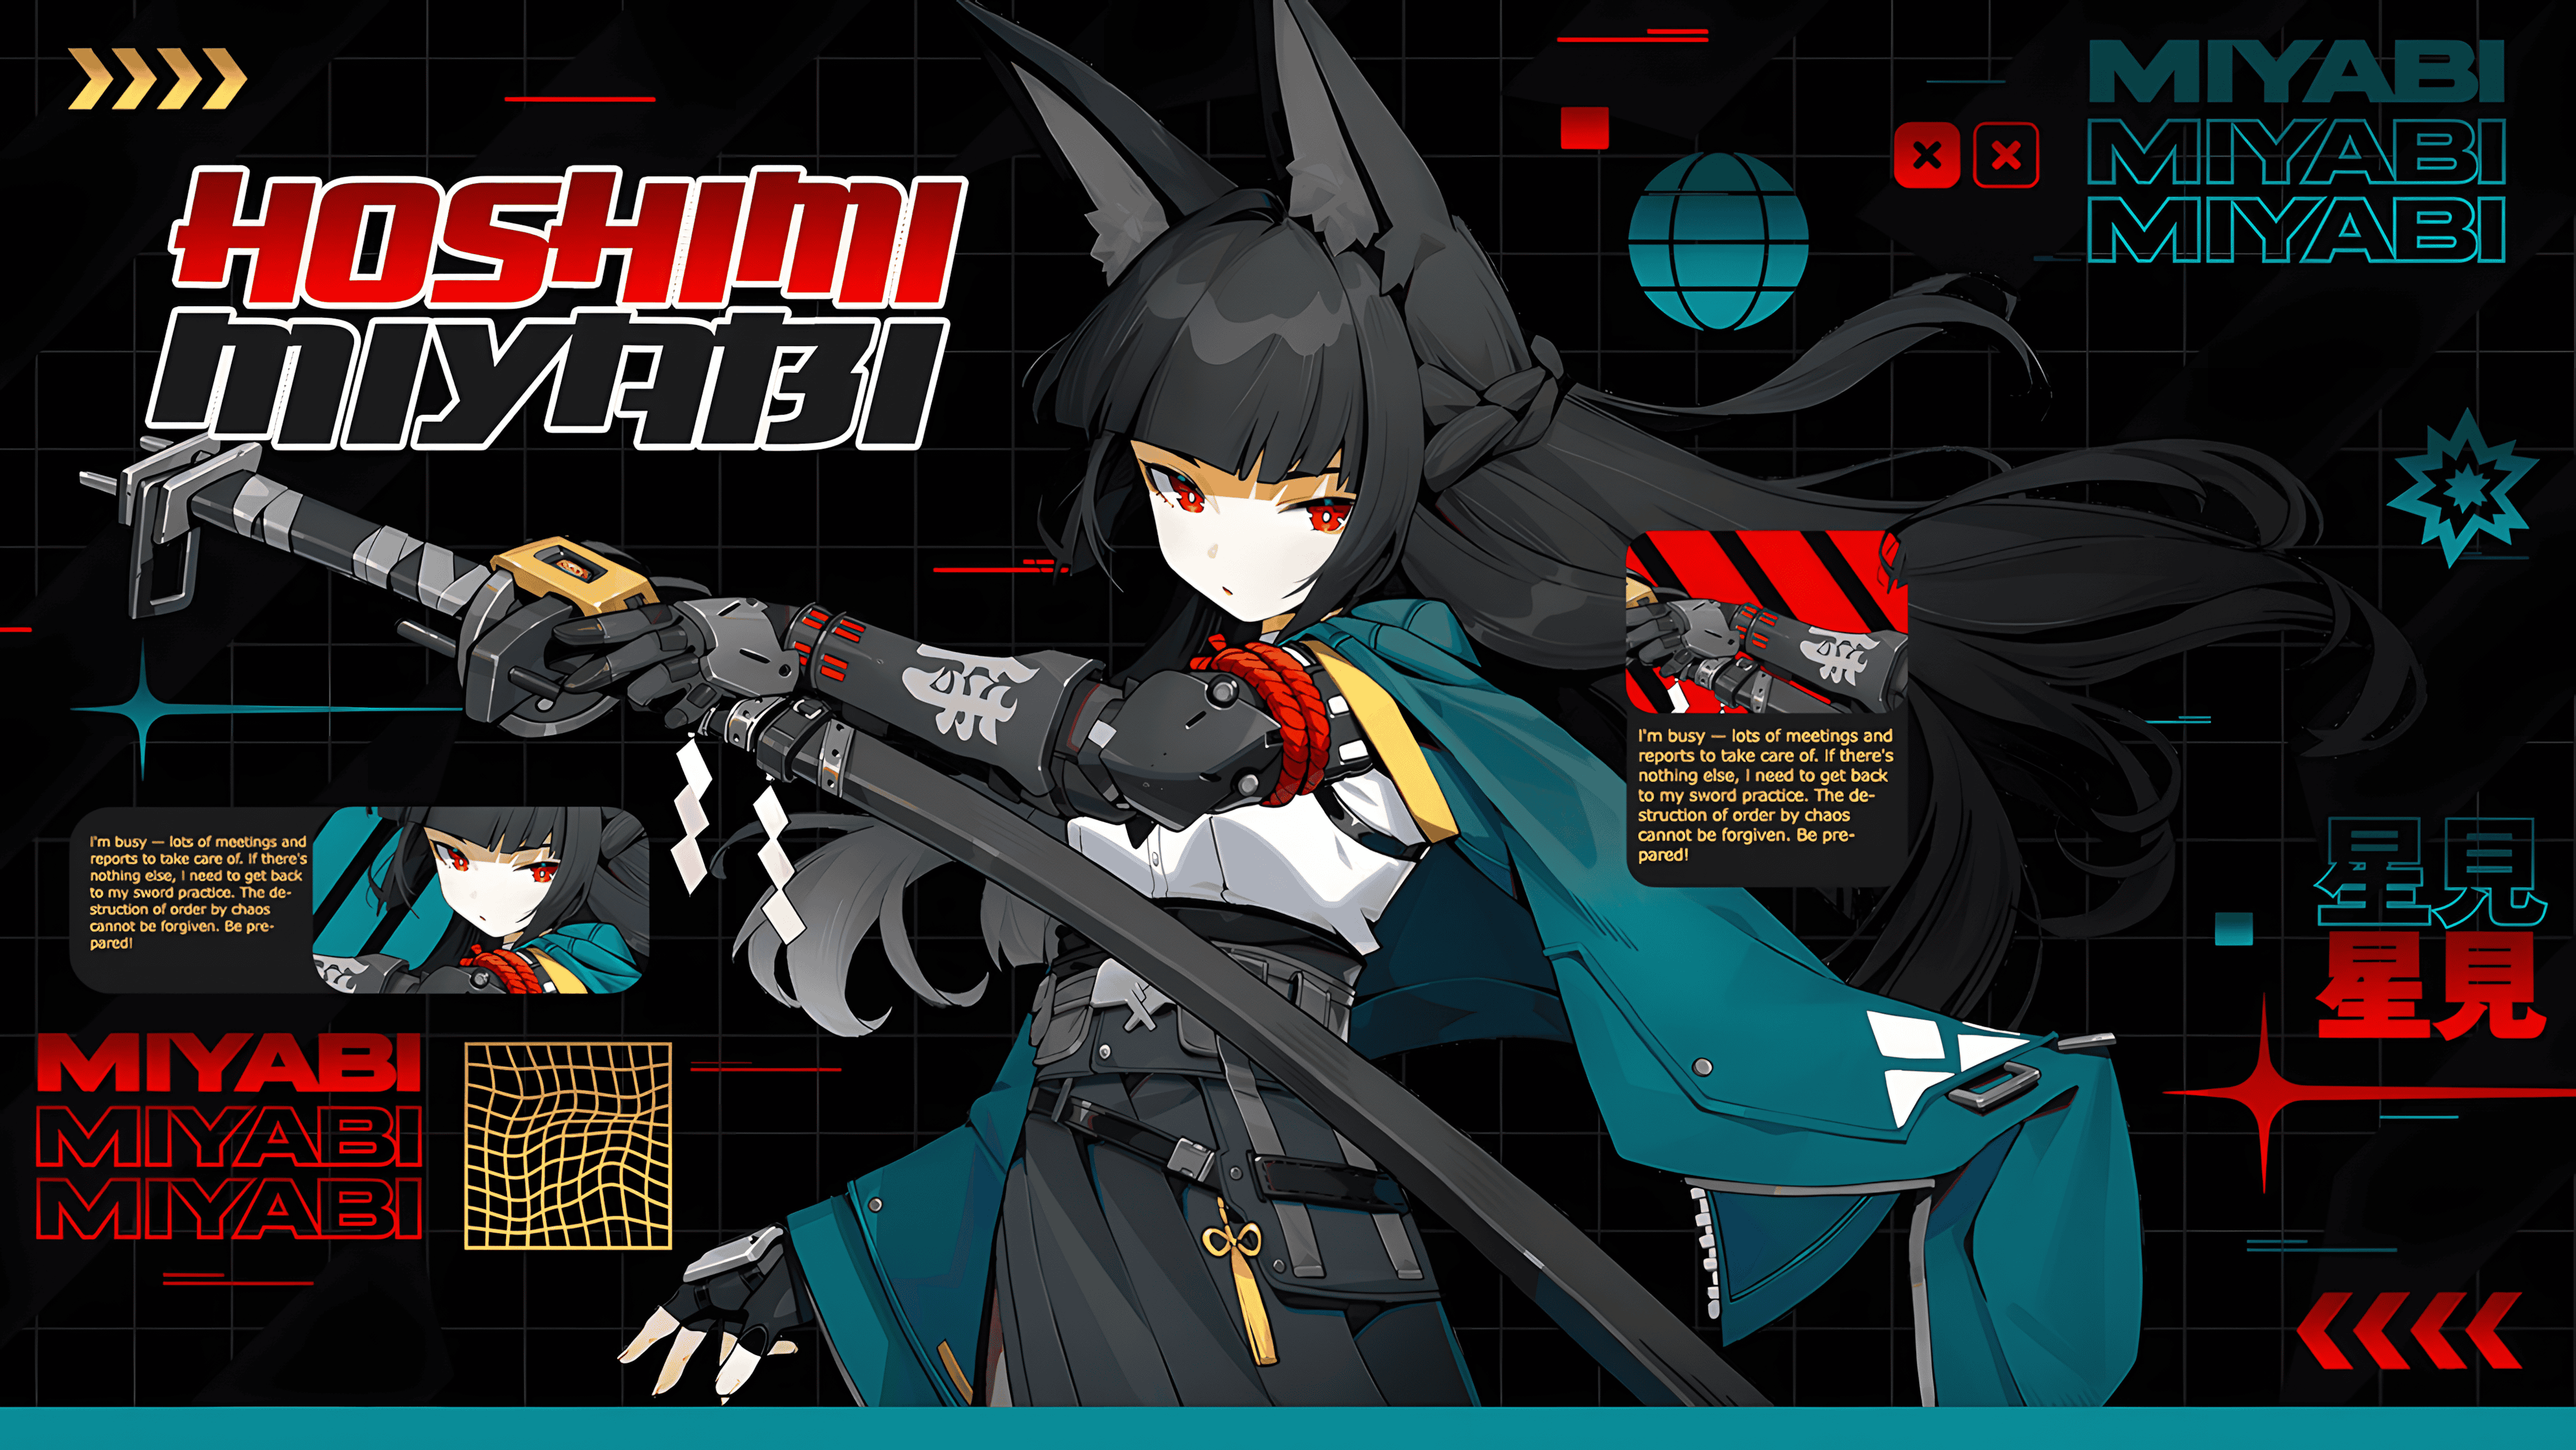 HOSHIMI
MIYABI
MIYABI
MIYABI
MIYABI
I'm busy — lots of meetings and
reports to take care of. If there's
nothing else, I need to get back
to my sword practice. The de-
struction of order by chaos
cannot be forgiven. Be pre-
pared!
I'm busy — lots of meetings and
reports to take care of. If there's
nothing else, I need to get back
to my sword practice. The de-
struction of order by chaos
cannot be forgiven. Be pre-
pared!
星見
星見
MIYABI
MIYABI
MIYABI